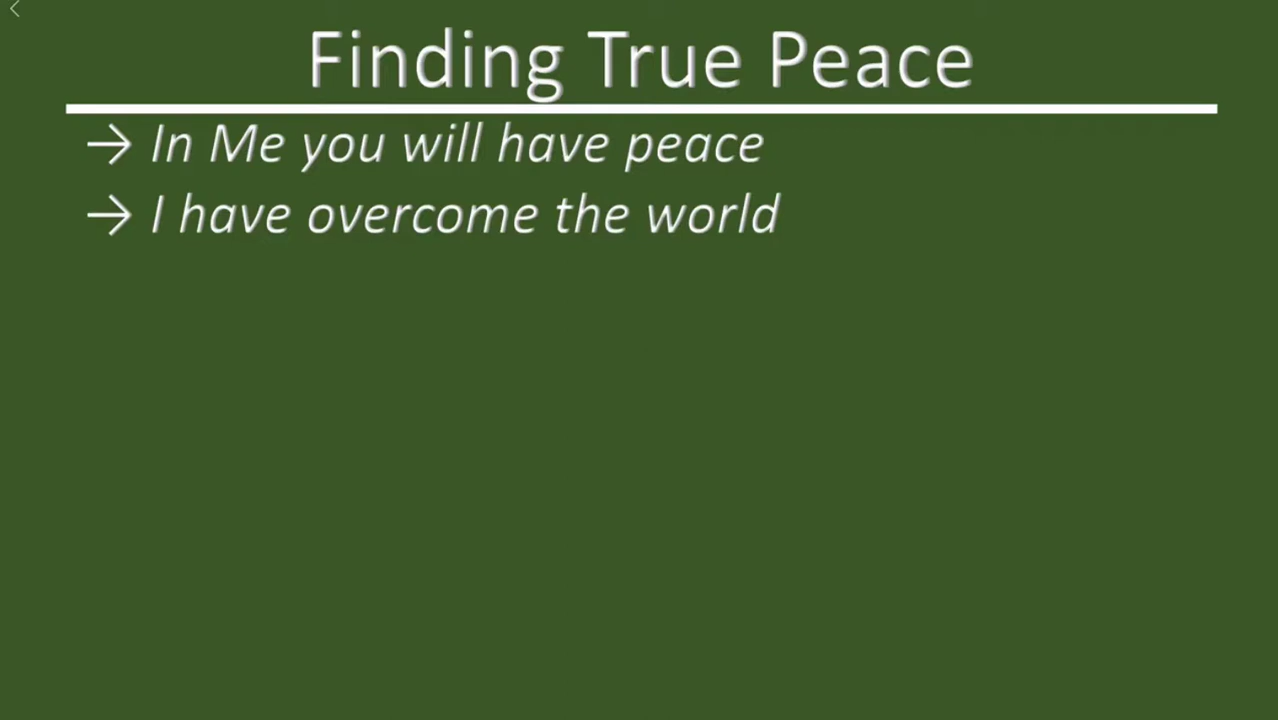 Finding True Peace
→ In Me you will have peace
→ I have overcome the world